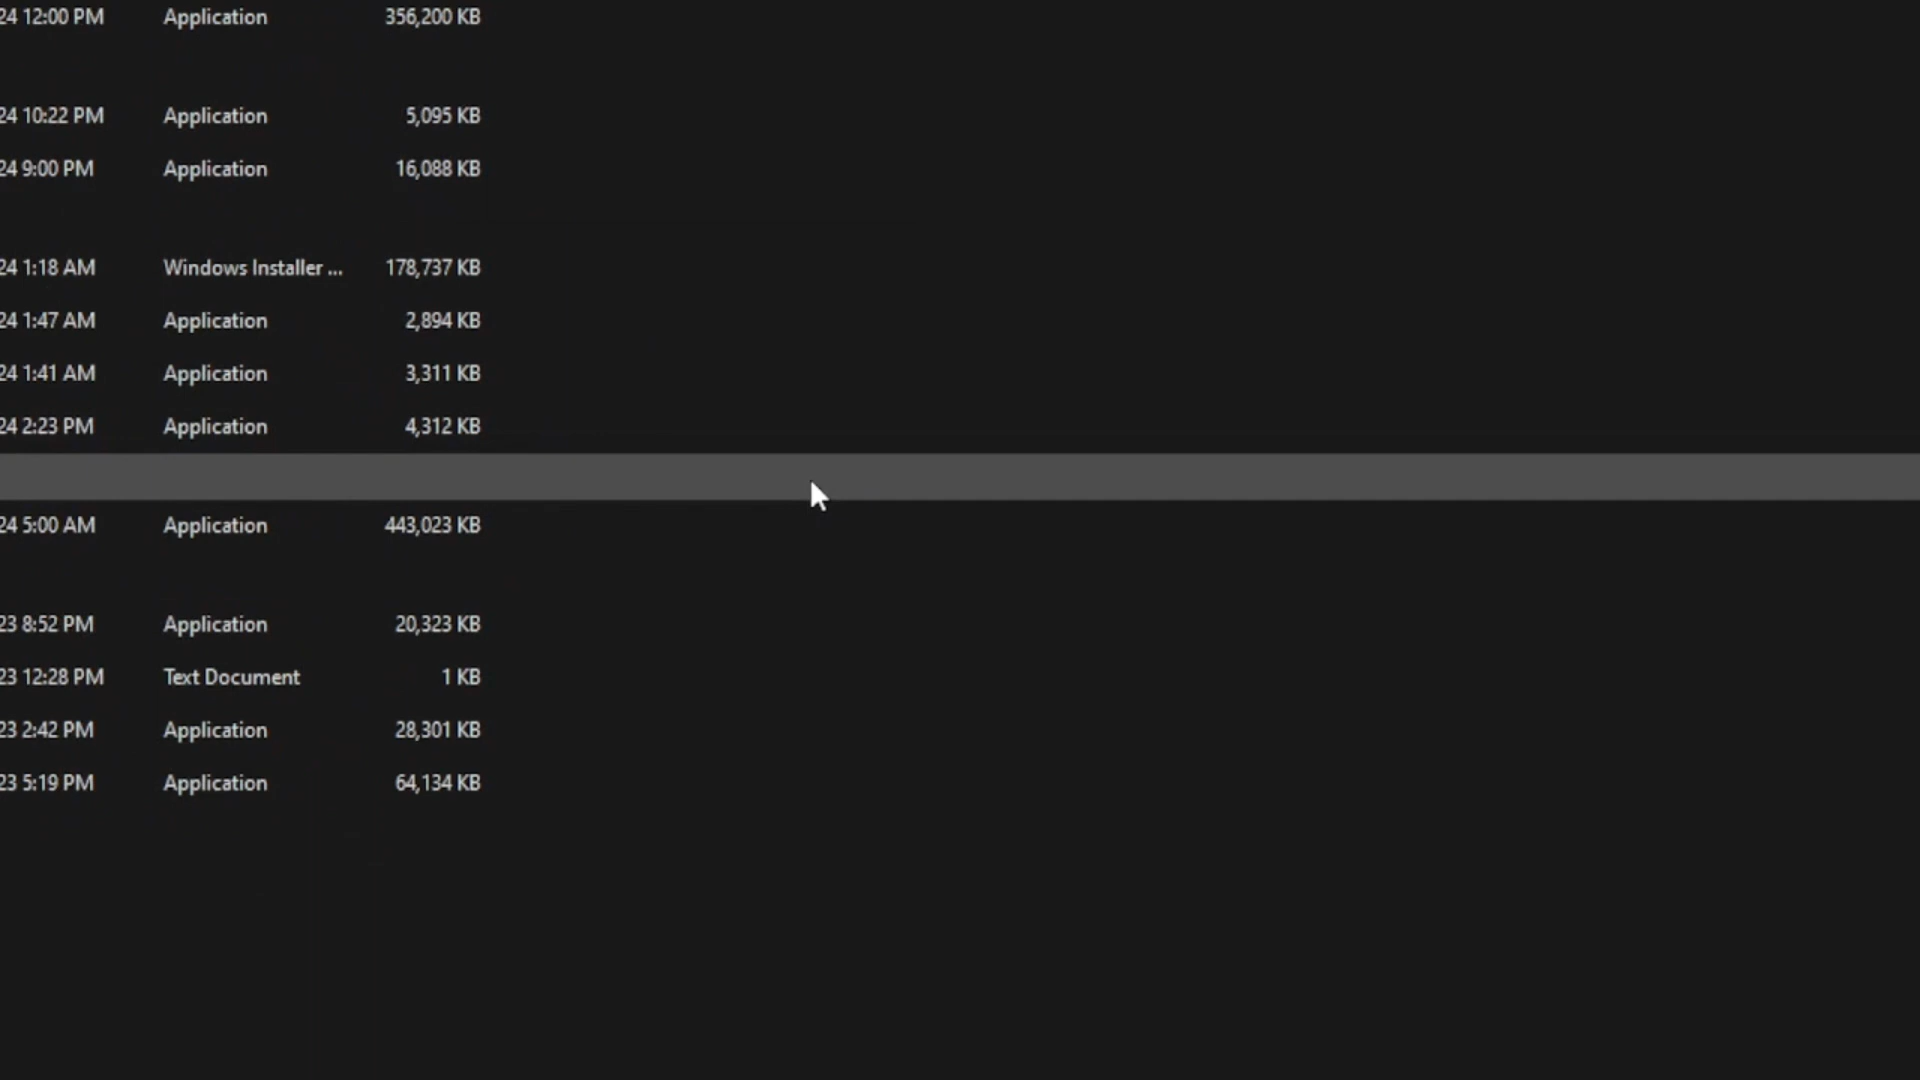 24 12:00 PM Application 356,200 KB
24 10:22 PM Application 5,095 KB
24 9:00 PM Application 16,088 KB
24 1:18 AM Windows Installer ... 178,737 KB
24 1:47 AM Application 2,894 KB
24 1:41 AM Application 3,311 KB
24 2:23 PM Application 4,312 KB
24 5:00 AM Application 443,023 KB
23 8:52 PM Application 20,323 KB
23 12:28 PM Text Document 1 KB
23 2:42 PM Application 28,301 KB
23 5:19 PM Application 64,134 KB